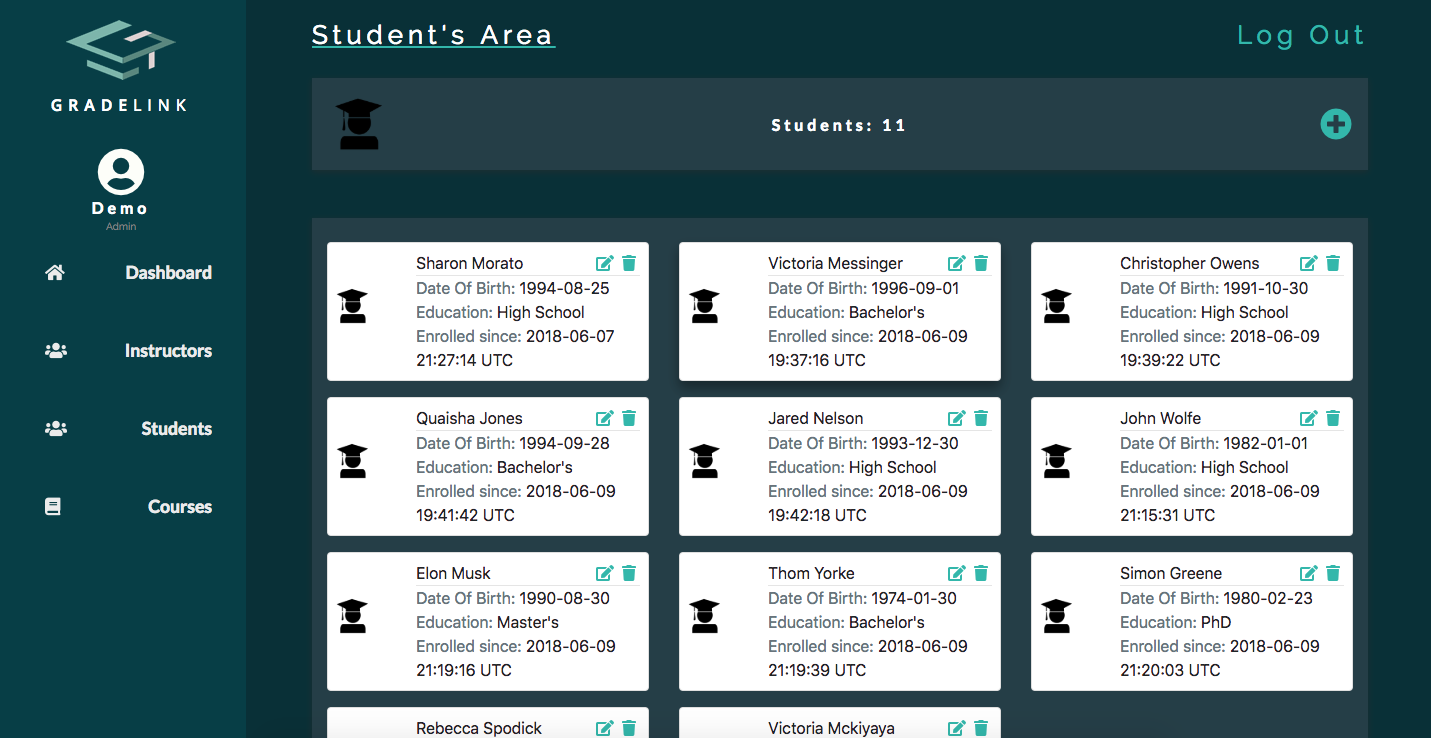 GRADELINK
Demo
Admin
Dashboard
Instructors
Students
Courses
Student's Area
Log Out
Students: 11
Sharon Morato
Date Of Birth: 1994-08-25
Education: High School
Enrolled since: 2018-06-07
21:27:14 UTC
Victoria Messinger
Date Of Birth: 1996-09-01
Education: Bachelor's
Enrolled since: 2018-06-09
19:37:16 UTC
Christopher Owens
Date Of Birth: 1991-10-30
Education: High School
Enrolled since: 2018-06-09
19:39:22 UTC
Quaisha Jones
Date Of Birth: 1994-09-28
Education: Bachelor's
Enrolled since: 2018-06-09
19:41:42 UTC
Jared Nelson
Date Of Birth: 1993-12-30
Education: High School
Enrolled since: 2018-06-09
19:42:18 UTC
John Wolfe
Date Of Birth: 1982-01-01
Education: High School
Enrolled since: 2018-06-09
21:15:31 UTC
Elon Musk
Date Of Birth: 1990-08-30
Education: Master's
Enrolled since: 2018-06-09
21:19:16 UTC
Thom Yorke
Date Of Birth: 1974-01-30
Education: Bachelor's
Enrolled since: 2018-06-09
21:19:39 UTC
Simon Greene
Date Of Birth: 1980-02-23
Education: PhD
Enrolled since: 2018-06-09
21:20:03 UTC
Rebecca Spodick
Victoria Mckiyaya